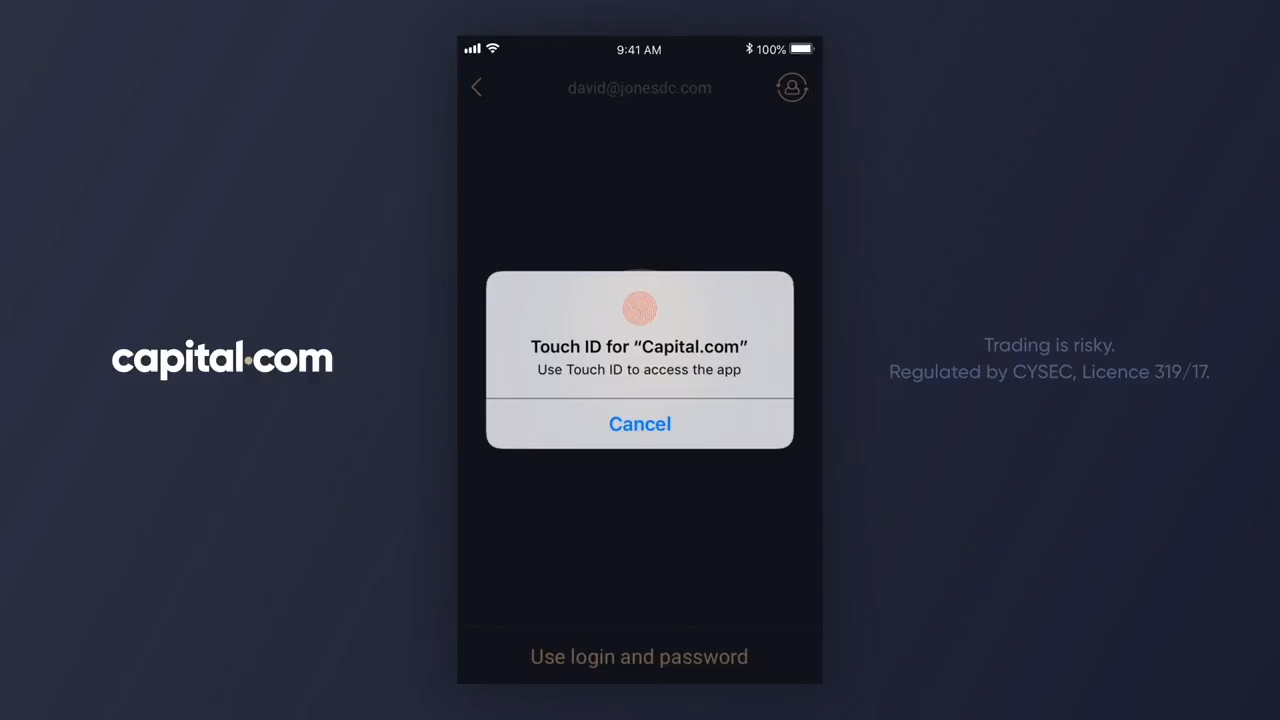 9:41 AM
100%
david@jonesdc.com
Touch ID for “Capital.com”
Use Touch ID to access the app
Cancel
Use login and password
capital.com
Trading is risky.
Regulated by CYSEC, Licence 319/17.